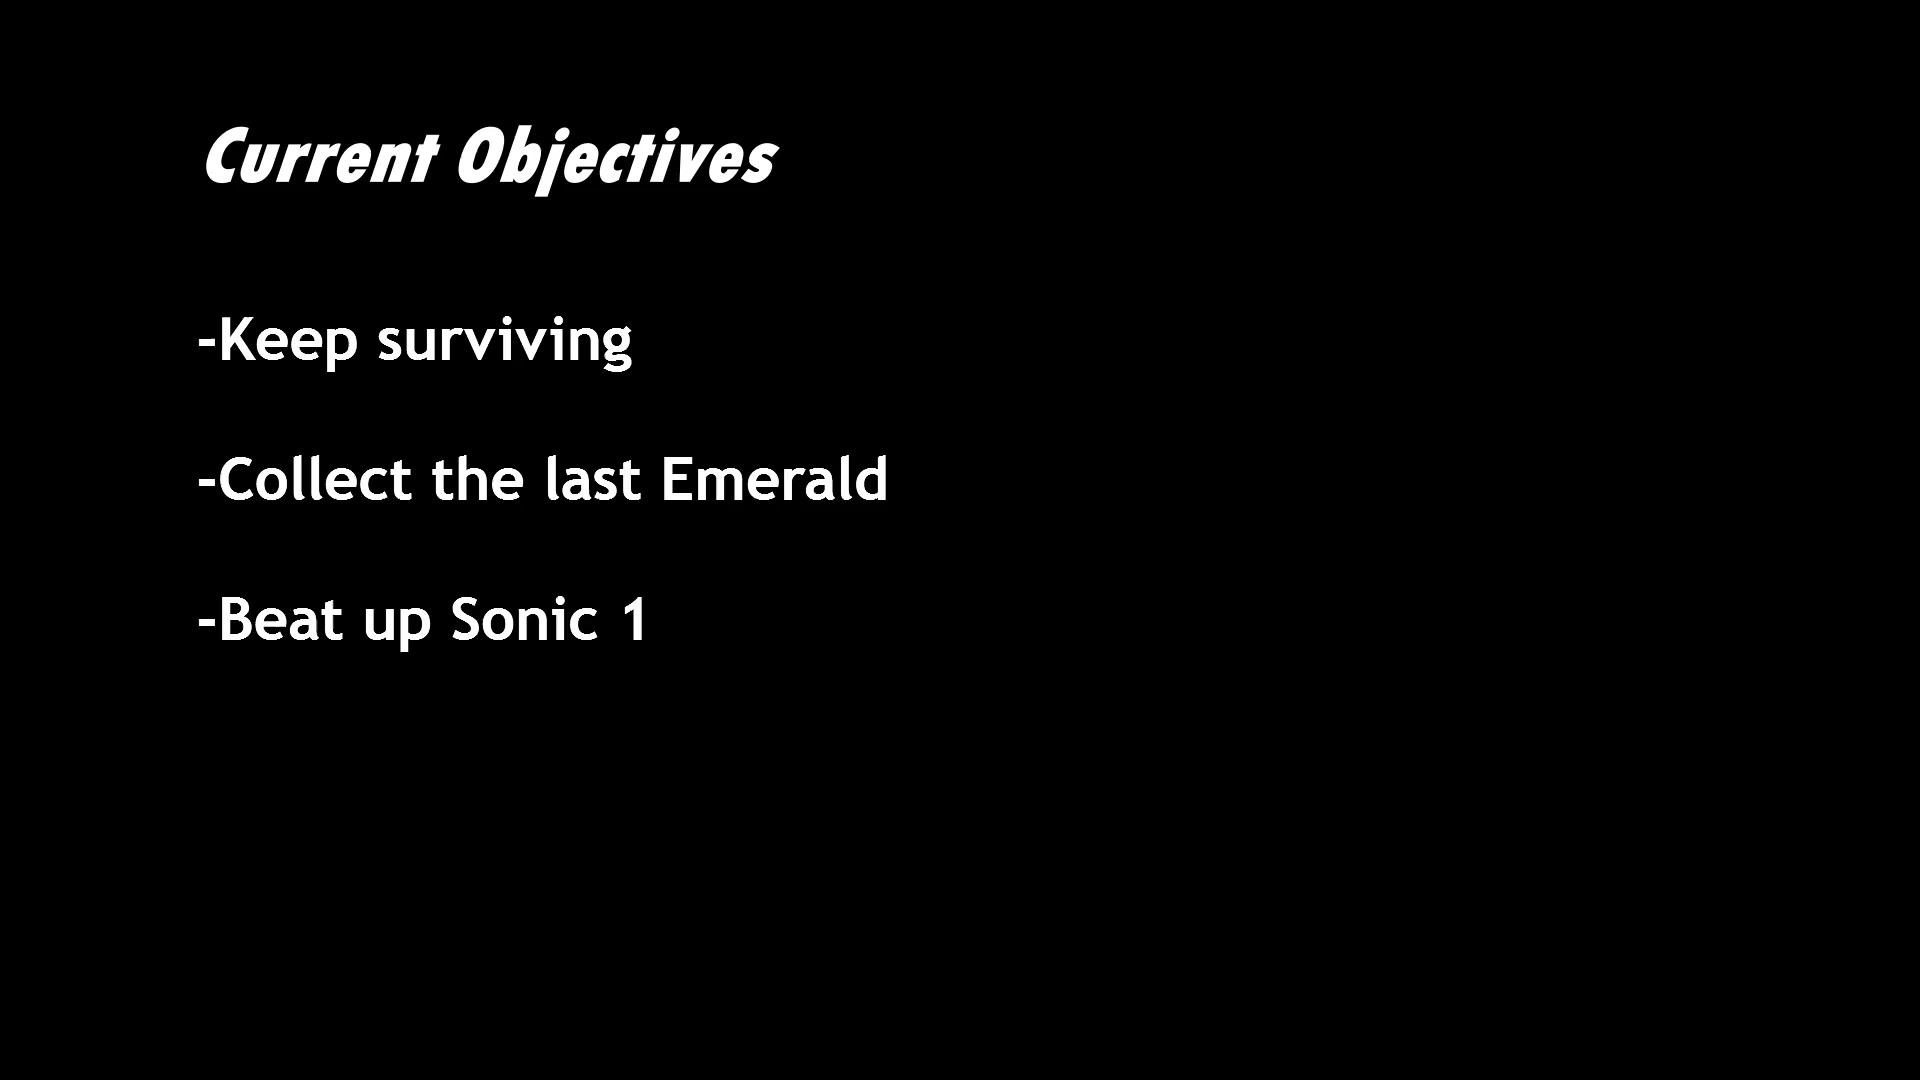 Current Objectives
-Keep surviving
-Collect the last Emerald
-Beat up Sonic 1